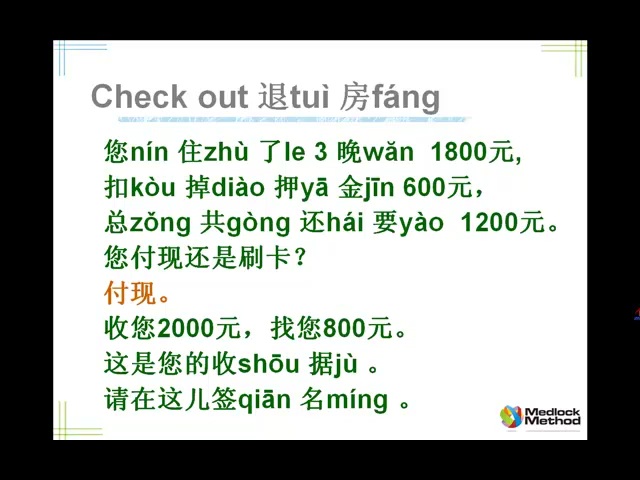 Check out 退tuì 房fáng
您nín 住zhù 了le 3 晚wăn 1800元,
扣kòu 掉diào 押yā 金jīn 600元，
总zǒng 共gòng 还hái 要yào 1200元。
您付现还是刷卡？
付现。
收您2000元，找您800元。
这是您的收shōu 据jù 。
请在这儿签qiān 名míng 。
Medlock
Method